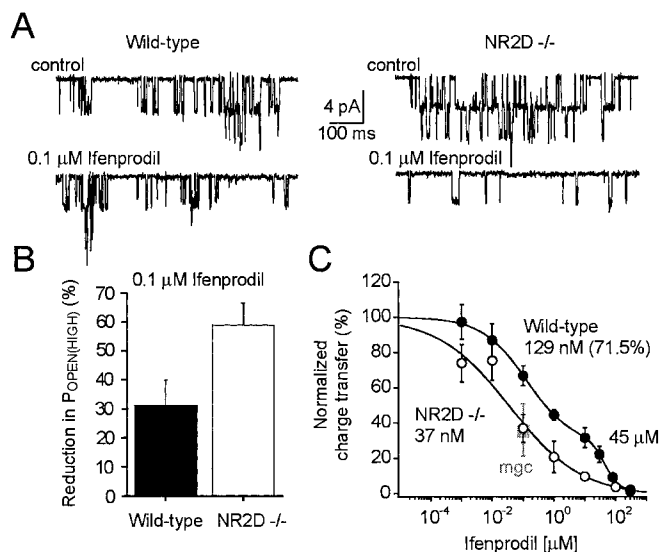 A
Wild-type
NR2D -/-
control
control
4 pA
100 ms
0.1 µM Ifenprodil
0.1 µM Ifenprodil
B
0.1 µM Ifenprodil
Reduction in POPEN(HIGH) (%)
70
60
50
40
30
20
10
0
Wild-type
NR2D -/-
C
Normalized
charge transfer (%)
120
100
80
60
40
20
0
Wild-type
129 nM (71.5%)
NR2D -/-
37 nM
mgc
45 µM
10⁻⁴
10⁻²
10⁰
10²
Ifenprodil [µM]